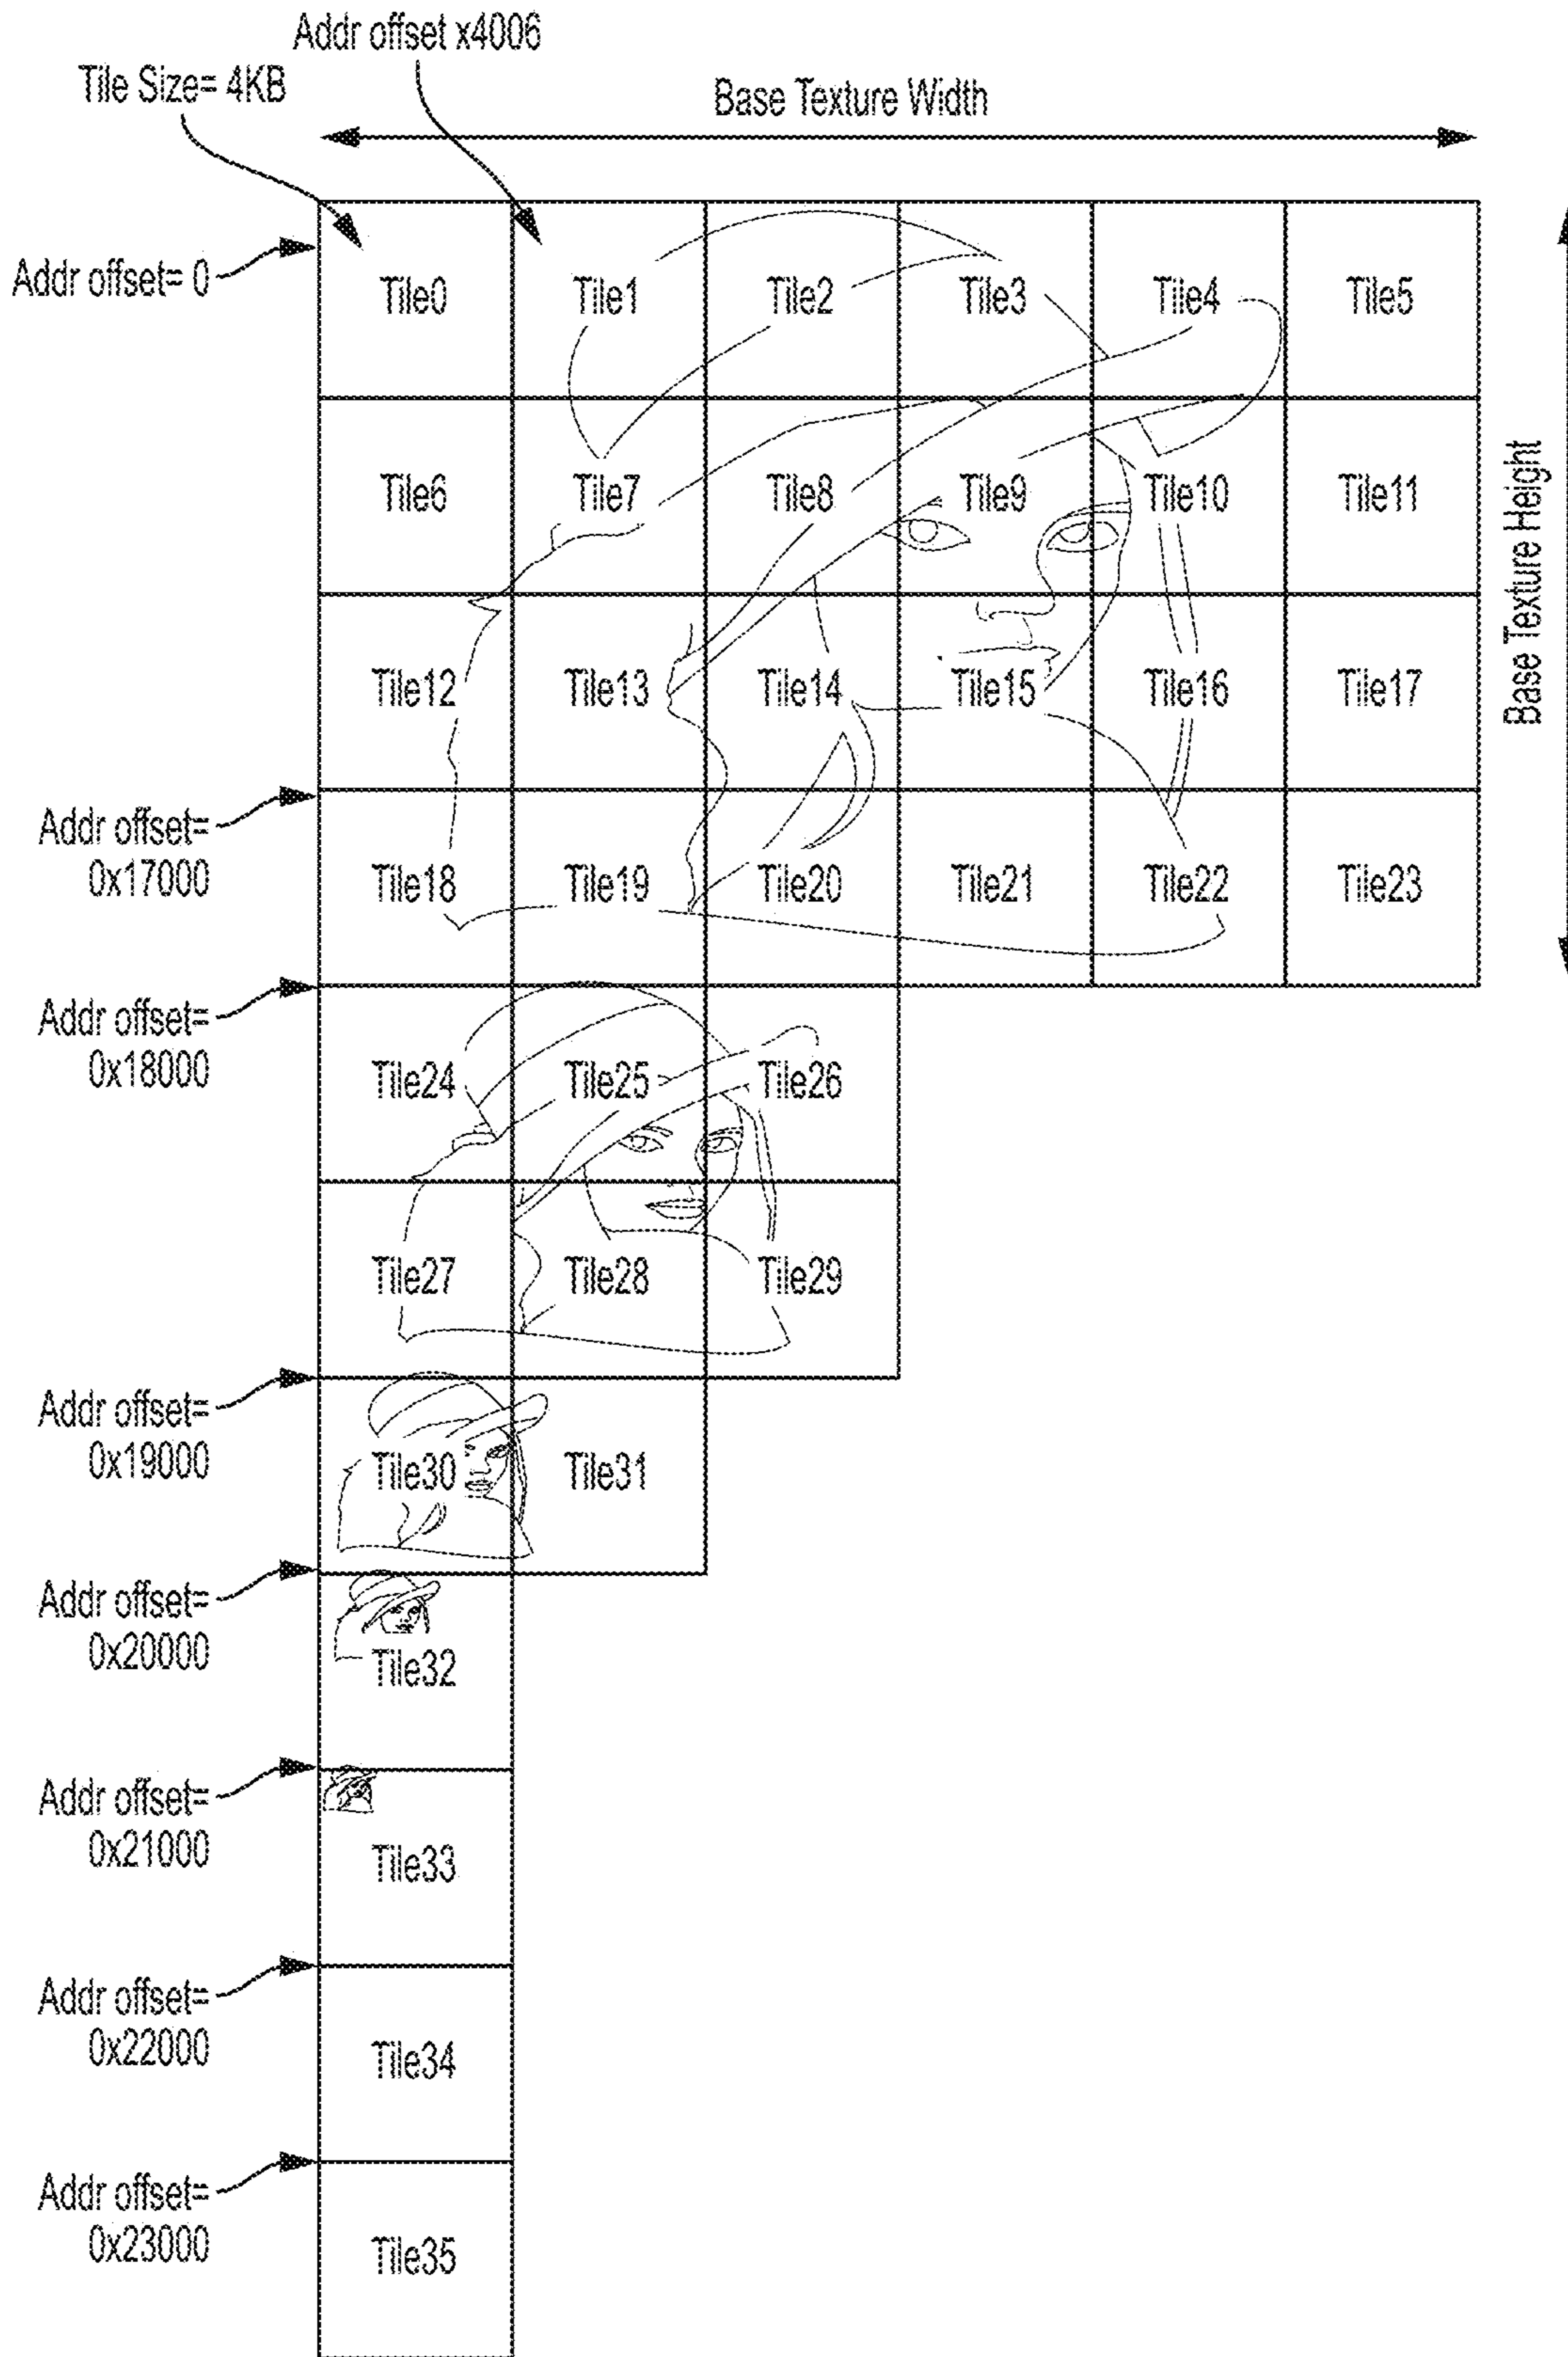 Addr offset x4006
Tile Size= 4KB
Base Texture Width
Addr offset= 0
Tile0 Tile1 Tile2 Tile3 Tile4 Tile5
Tile6 Tile7 Tile8 Tile9 Tile10 Tile11
Base Texture Height
Tile12 Tile13 Tile14 Tile15 Tile16 Tile17
Addr offset=
0x17000
Tile18 Tile19 Tile20 Tile21 Tile22 Tile23
Addr offset=
0x18000
Tile24 Tile25 Tile26
Tile27 Tile28 Tile29
Addr offset=
0x19000
Tile30 Tile31
Addr offset=
0x20000
Tile32
Addr offset=
0x21000
Tile33
Addr offset=
0x22000
Tile34
Addr offset=
0x23000
Tile35